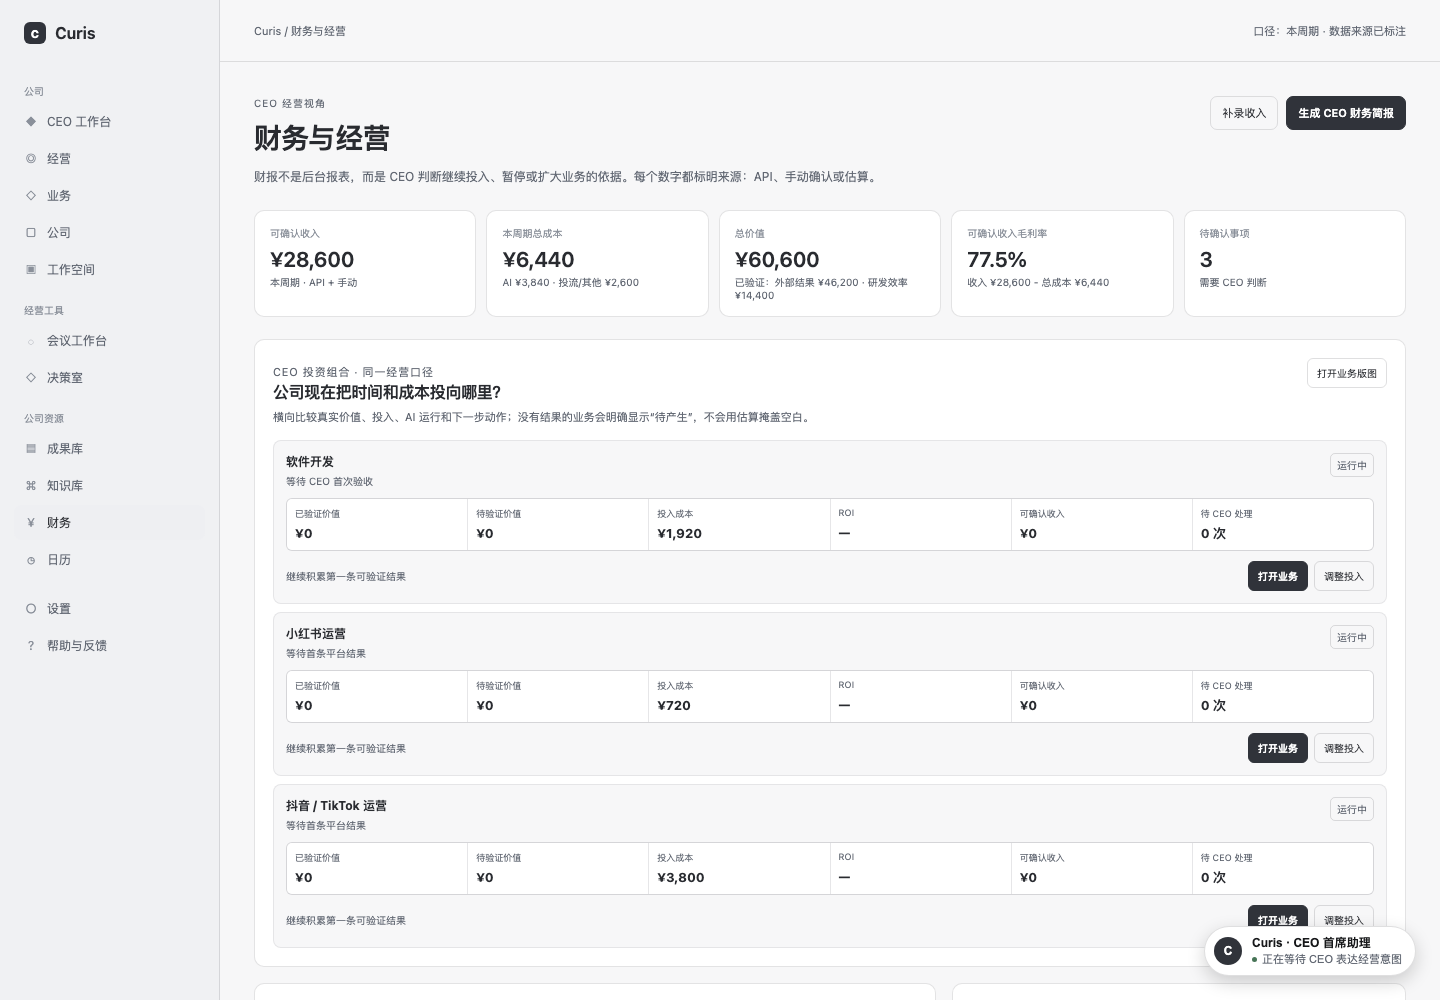 C Curis
公司
CEO 工作台
经营
业务
公司
工作空间
经营工具
会议工作台
决策室
公司资源
成果库
知识库
¥ 财务
日历
设置
? 帮助与反馈
Curis / 财务与经营
口径：本周期 · 数据来源已标注
CEO 经营视角
财务与经营
补录收入
生成 CEO 财务简报
财报不是后台报表，而是 CEO 判断继续投入、暂停或扩大业务的依据。每个数字都标明来源：API、手动确认或估算。
可确认收入
¥28,600
本周期 · API + 手动
本周期总成本
¥6,440
AI ¥3,840 · 投流/其他 ¥2,600
总价值
¥60,600
已验证：外部结果 ¥46,200 · 研发效率
¥14,400
可确认收入毛利率
77.5%
收入 ¥28,600 - 总成本 ¥6,440
待确认事项
3
需要 CEO 判断
CEO 投资组合 · 同一经营口径
公司现在把时间和成本投向哪里？
横向比较真实价值、投入、AI 运行和下一步动作；没有结果的业务会明确显示“待产生”，不会用估算掩盖空白。
打开业务版图
软件开发
等待 CEO 首次验收
运行中
已验证价值
¥0
待验证价值
¥0
投入成本
¥1,920
ROI
—
可确认收入
¥0
待 CEO 处理
0 次
继续积累第一条可验证结果
打开业务
调整投入
小红书运营
等待首条平台结果
运行中
已验证价值
¥0
待验证价值
¥0
投入成本
¥720
ROI
—
可确认收入
¥0
待 CEO 处理
0 次
继续积累第一条可验证结果
打开业务
调整投入
抖音 / TikTok 运营
等待首条平台结果
运行中
已验证价值
¥0
待验证价值
¥0
投入成本
¥3,800
ROI
—
可确认收入
¥0
待 CEO 处理
0 次
继续积累第一条可验证结果
打开业务
调整投入
C
Curis · CEO 首席助理
正在等待 CEO 表达经营意图